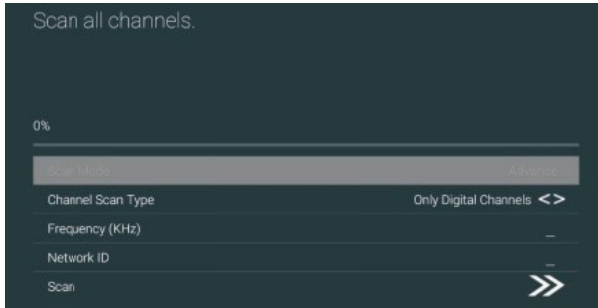 Scan all channels.
0%
Scan Mode Advance
Channel Scan Type Only Digital Channels <>
Frequency (KHz) _
Network ID _
Scan »